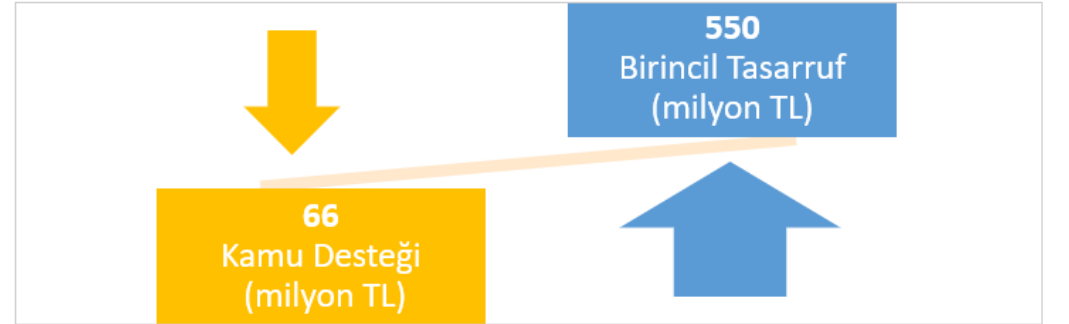 550
Birincil Tasarruf
(milyon TL)
66
Kamu Desteği
(milyon TL)